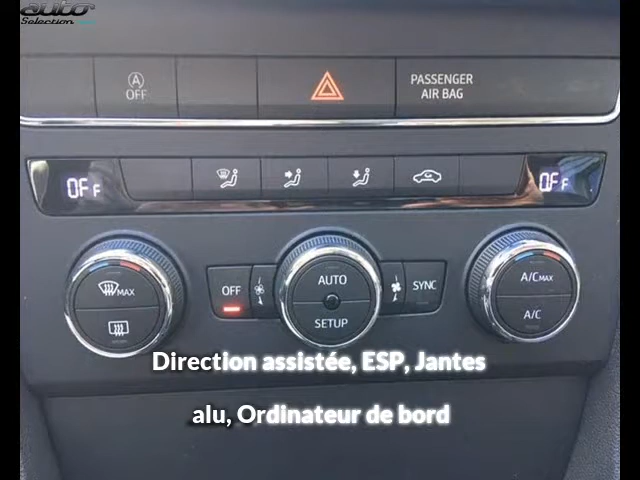 auto
Selection
A
OFF
PASSENGER
AIR BAG
OFF
OFF
MAX
OFF
AUTO
SETUP
SYNC
A/C MAX
A/C
Direction assistée, ESP, Jantes
alu, Ordinateur de bord